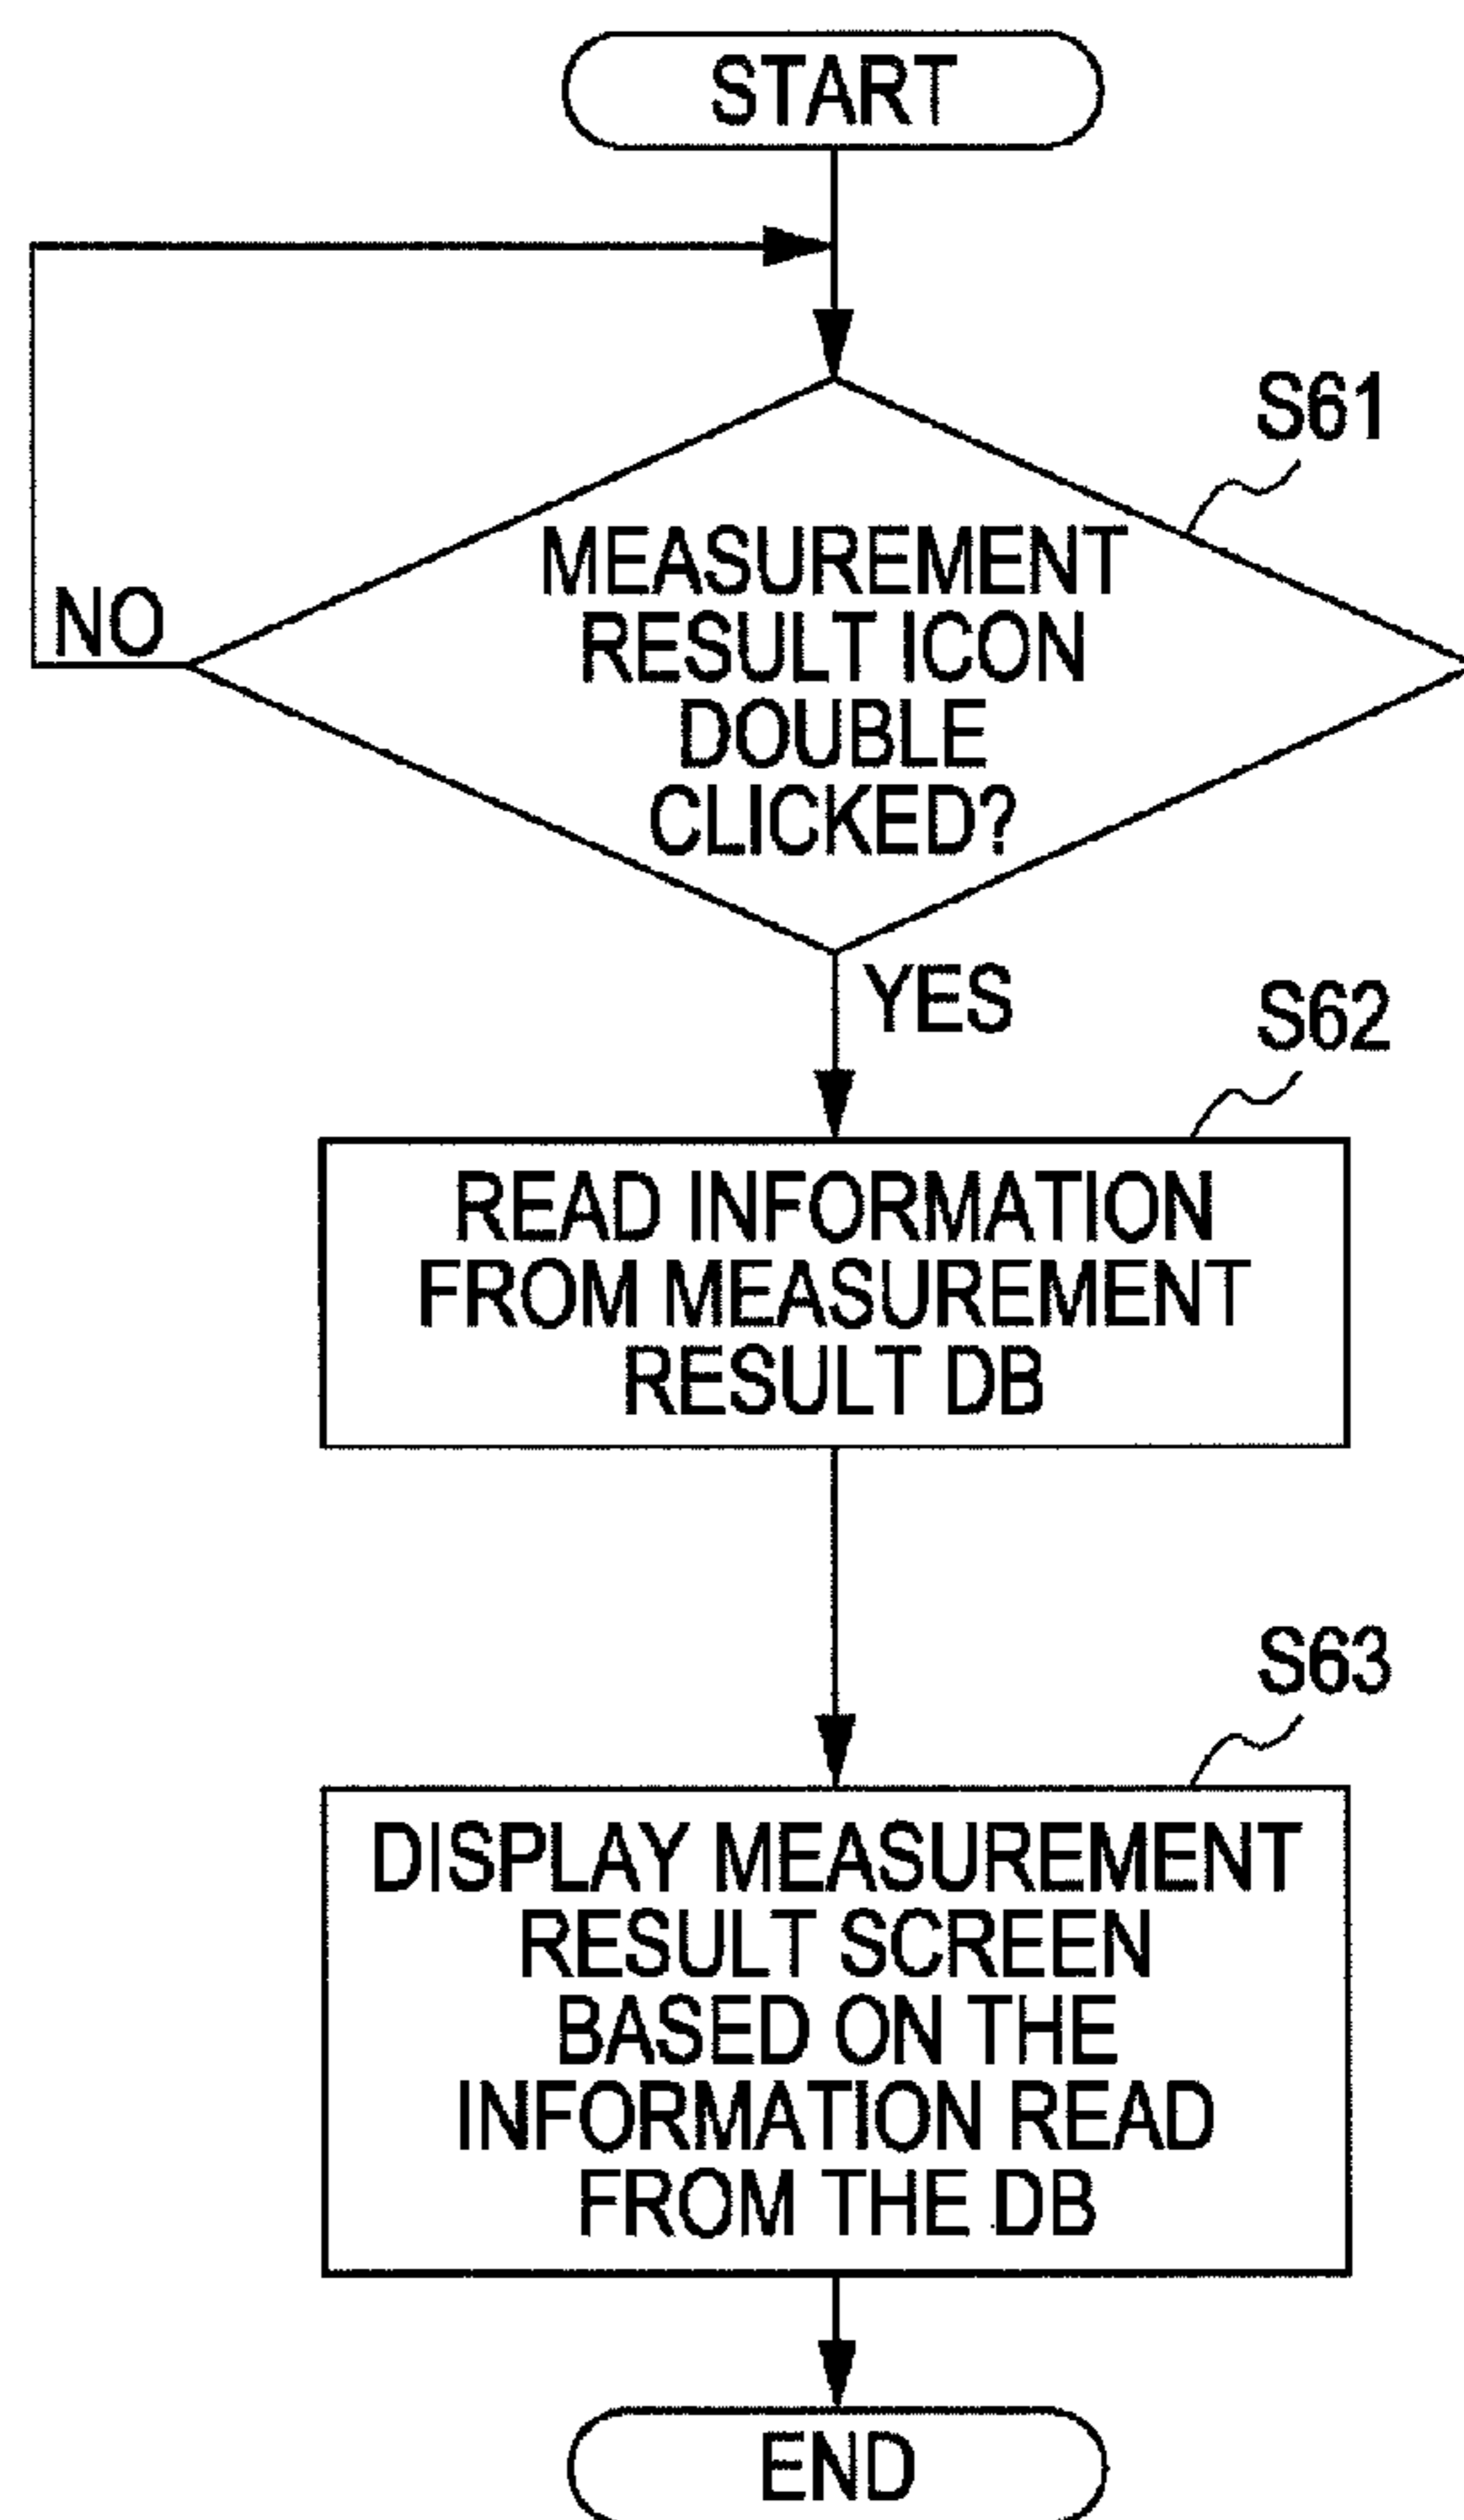 START
S61
MEASUREMENT
RESULT ICON
DOUBLE
CLICKED?
NO
YES
S62
READ INFORMATION
FROM MEASUREMENT
RESULT DB
S63
DISPLAY MEASUREMENT
RESULT SCREEN
BASED ON THE
INFORMATION READ
FROM THE DB
END